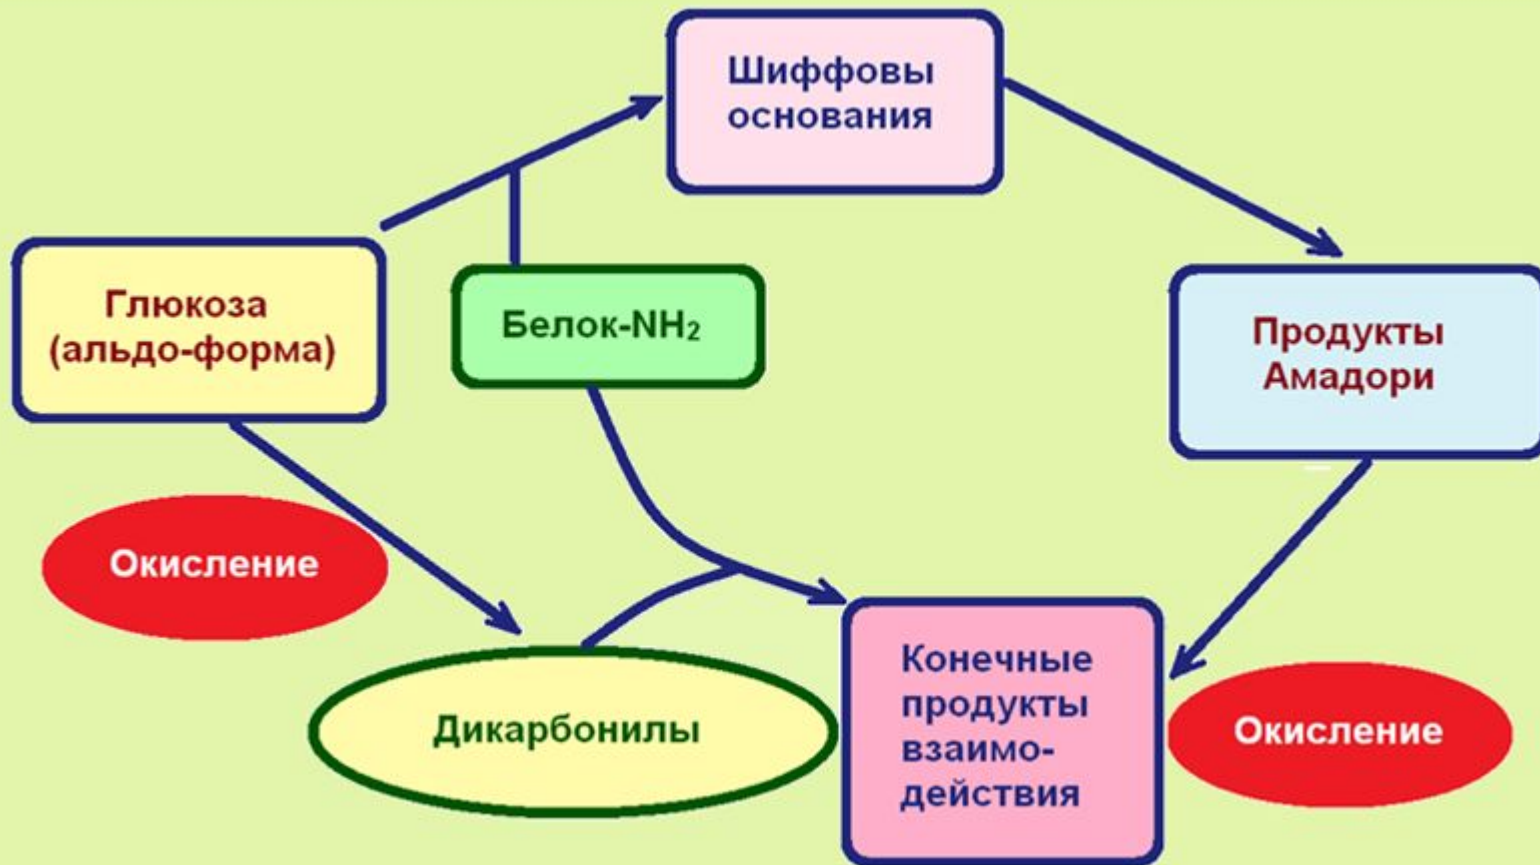 Шиффовы
основания
Глюкоза
(альдо-форма)
Белок-NH₂
Продукты
Амадори
Окисление
Дикарбонилы
Конечные
продукты
взаимо-
действия
Окисление